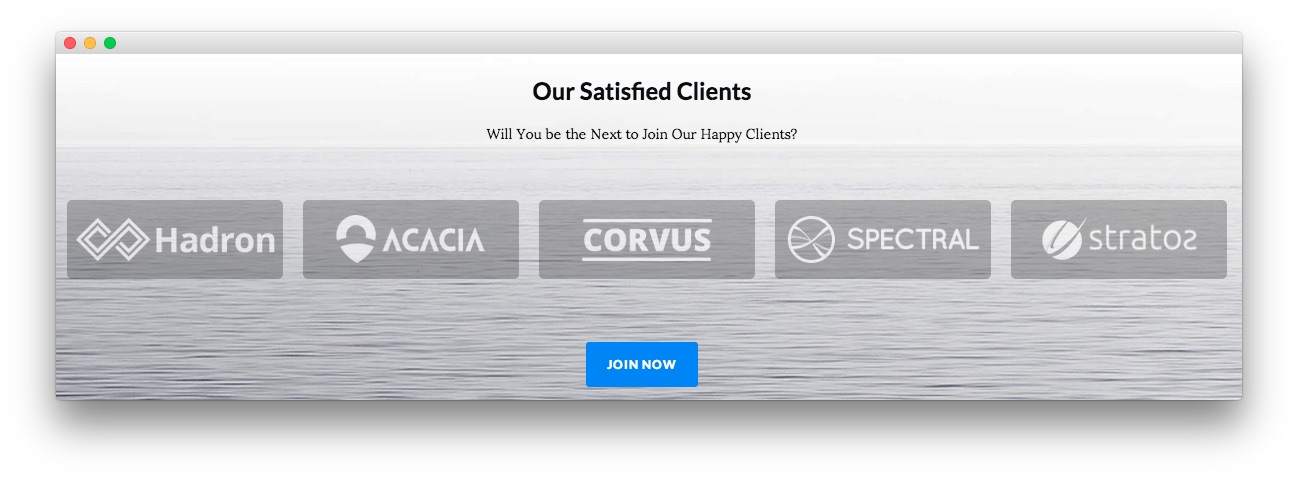 Our Satisfied Clients
Will You be the Next to Join Our Happy Clients?
Hadron
ACACIA
CORVUS
SPECTRAL
stratos
JOIN NOW